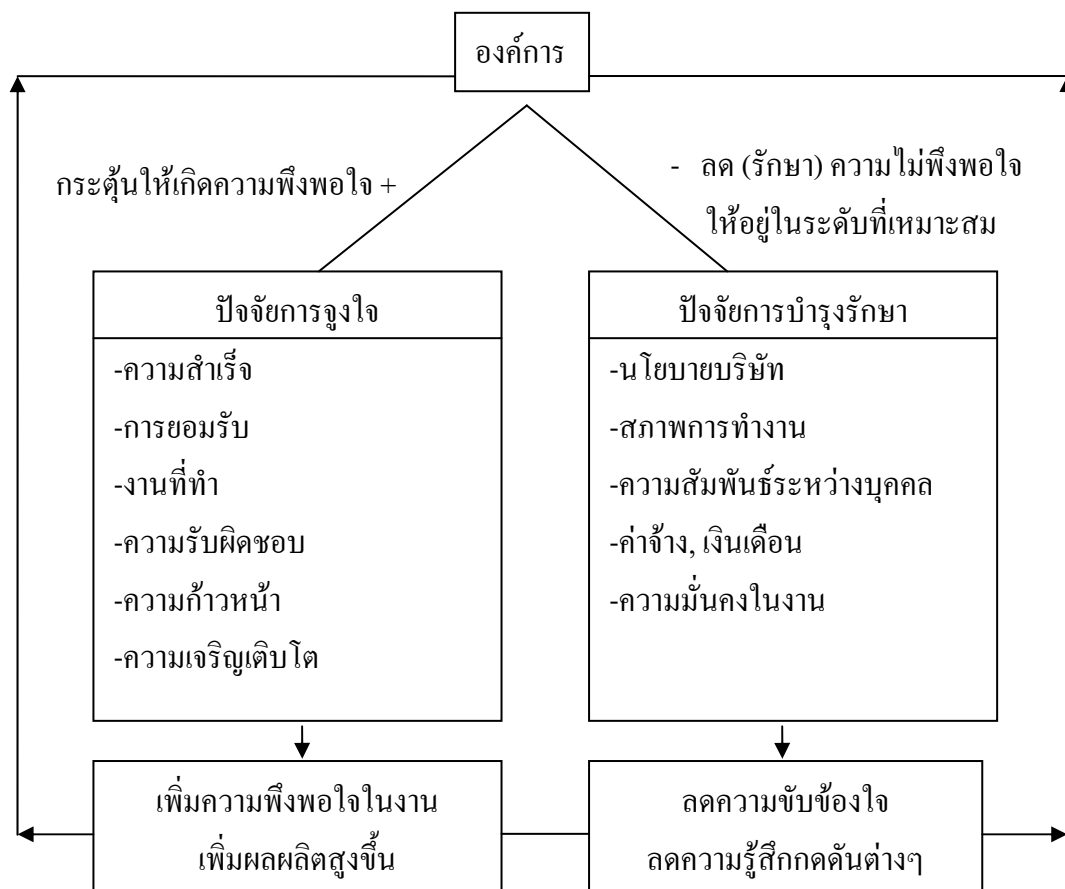 องค์การ
กระตุ้นให้เกิดความพึงพอใจ +
- ลด (รักษา) ความไม่พึงพอใจ
ให้อยู่ในระดับที่เหมาะสม
ปัจจัยการจูงใจ
-ความสำเร็จ
-การยอมรับ
-งานที่ทำ
-ความรับผิดชอบ
-ความก้าวหน้า
-ความเจริญเติบโต
ปัจจัยการบำรุงรักษา
-นโยบายบริษัท
-สภาพการทำงาน
-ความสัมพันธ์ระหว่างบุคคล
-ค่าจ้าง, เงินเดือน
-ความมั่นคงในงาน
เพิ่มความพึงพอใจในงาน
เพิ่มผลผลิตสูงขึ้น
ลดความขับข้องใจ
ลดความรู้สึกกดดันต่างๆ